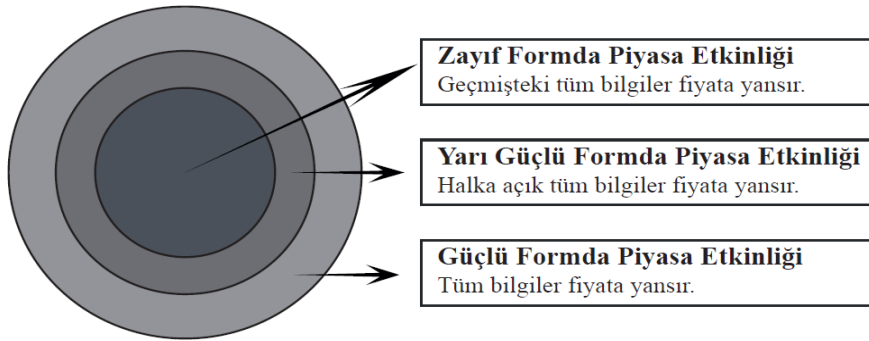 Zayıf Formda Piyasa Etkinliği
Geçmişteki tüm bilgiler fiyata yansır.
Yarı Güçlü Formda Piyasa Etkinliği
Halka açık tüm bilgiler fiyata yansır.
Güçlü Formda Piyasa Etkinliği
Tüm bilgiler fiyata yansır.